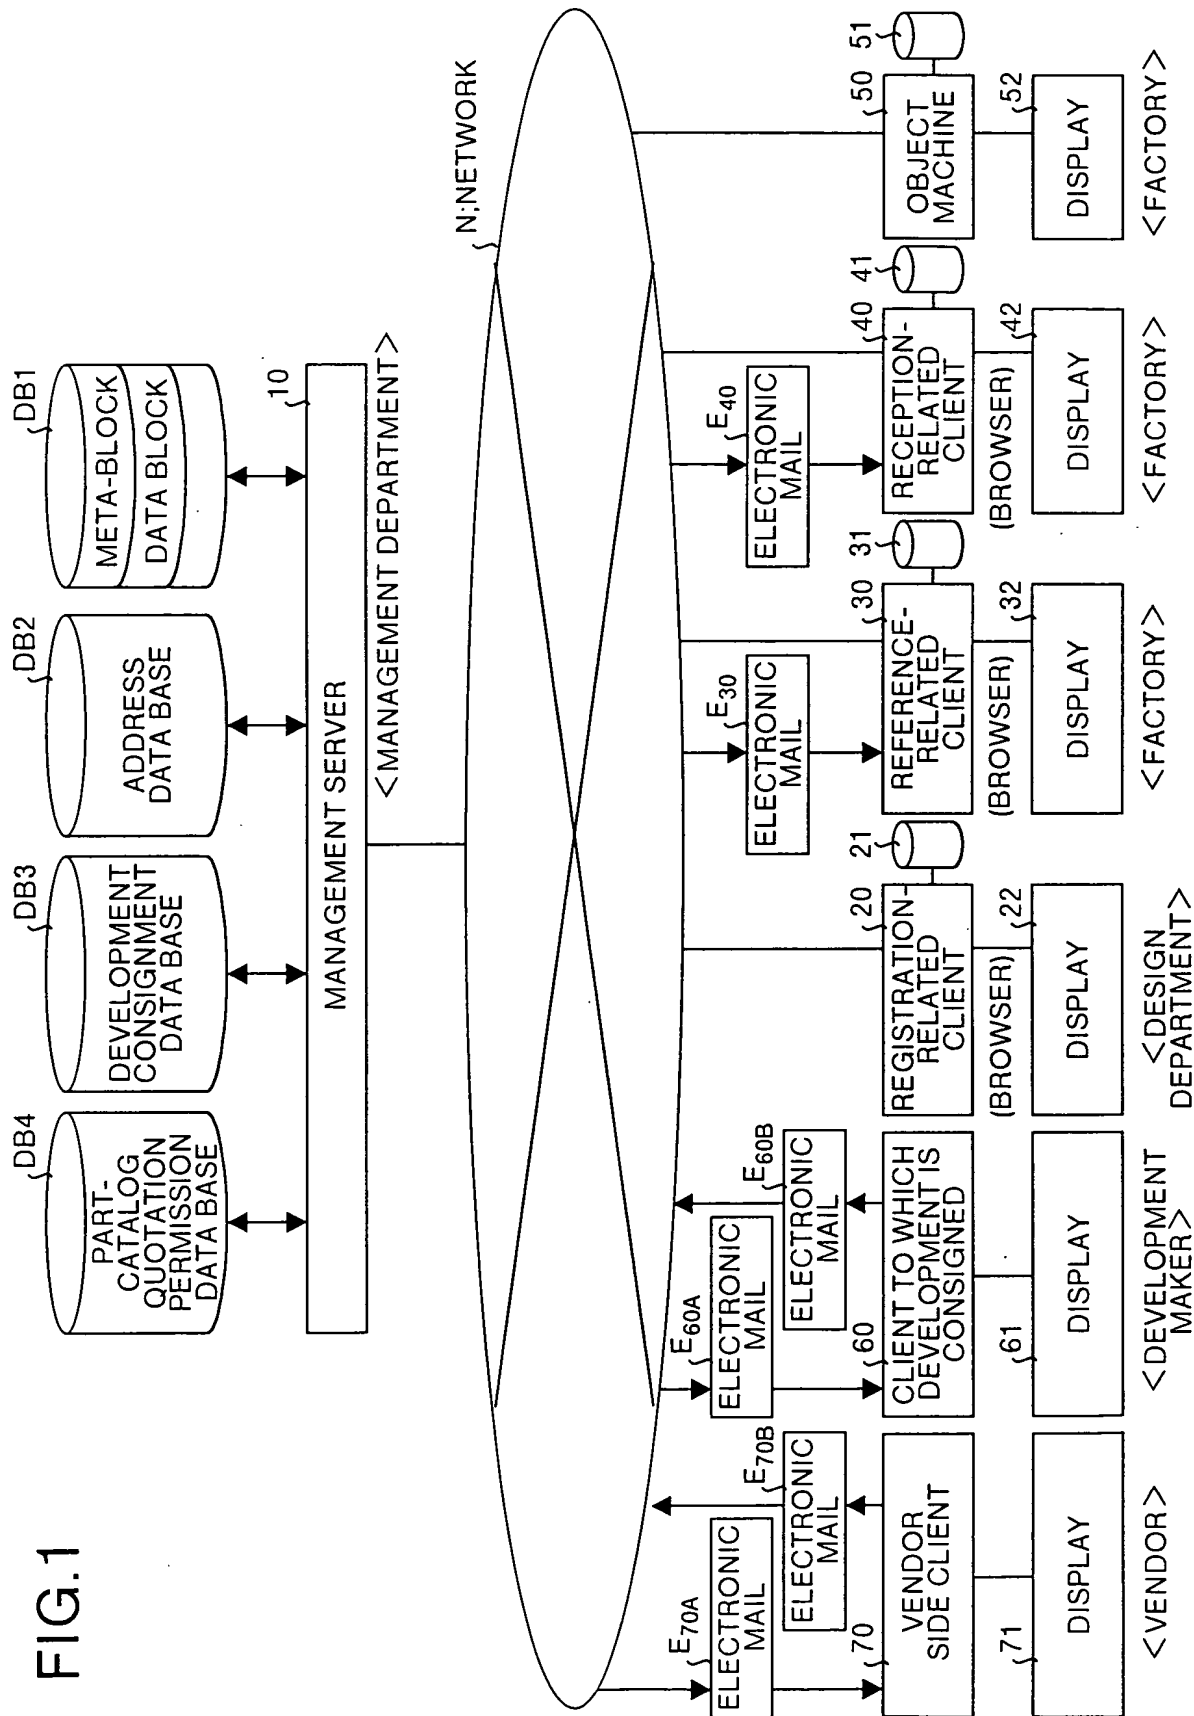 FIG.1
DB4
PART-
CATALOG
QUOTATION
PERMISSION
DATA BASE
DB3
DEVELOPMENT
CONSIGNMENT
DATA BASE
DB2
ADDRESS
DATA BASE
DB1
META-BLOCK
DATA BLOCK
10
MANAGEMENT SERVER
<MANAGEMENT DEPARTMENT>
N;NETWORK
E70A
ELECTRONIC
MAIL
E70B
ELECTRONIC
MAIL
70
VENDOR
SIDE CLIENT
71
DISPLAY
<VENDOR>
E60A
ELECTRONIC
MAIL
E60B
ELECTRONIC
MAIL
60
CLIENT TO WHICH
DEVELOPMENT IS
CONSIGNED
61
DISPLAY
<DEVELOPMENT
MAKER>
20
21
REGISTRATION-
RELATED
CLIENT
(BROWSER)
22
DISPLAY
<DESIGN
DEPARTMENT>
E30
ELECTRONIC
MAIL
30
31
REFERENCE-
RELATED
CLIENT
(BROWSER)
32
DISPLAY
<FACTORY>
E40
ELECTRONIC
MAIL
40
41
RECEPTION-
RELATED
CLIENT
(BROWSER)
42
DISPLAY
<FACTORY>
50
51
OBJECT
MACHINE
52
DISPLAY
<FACTORY>